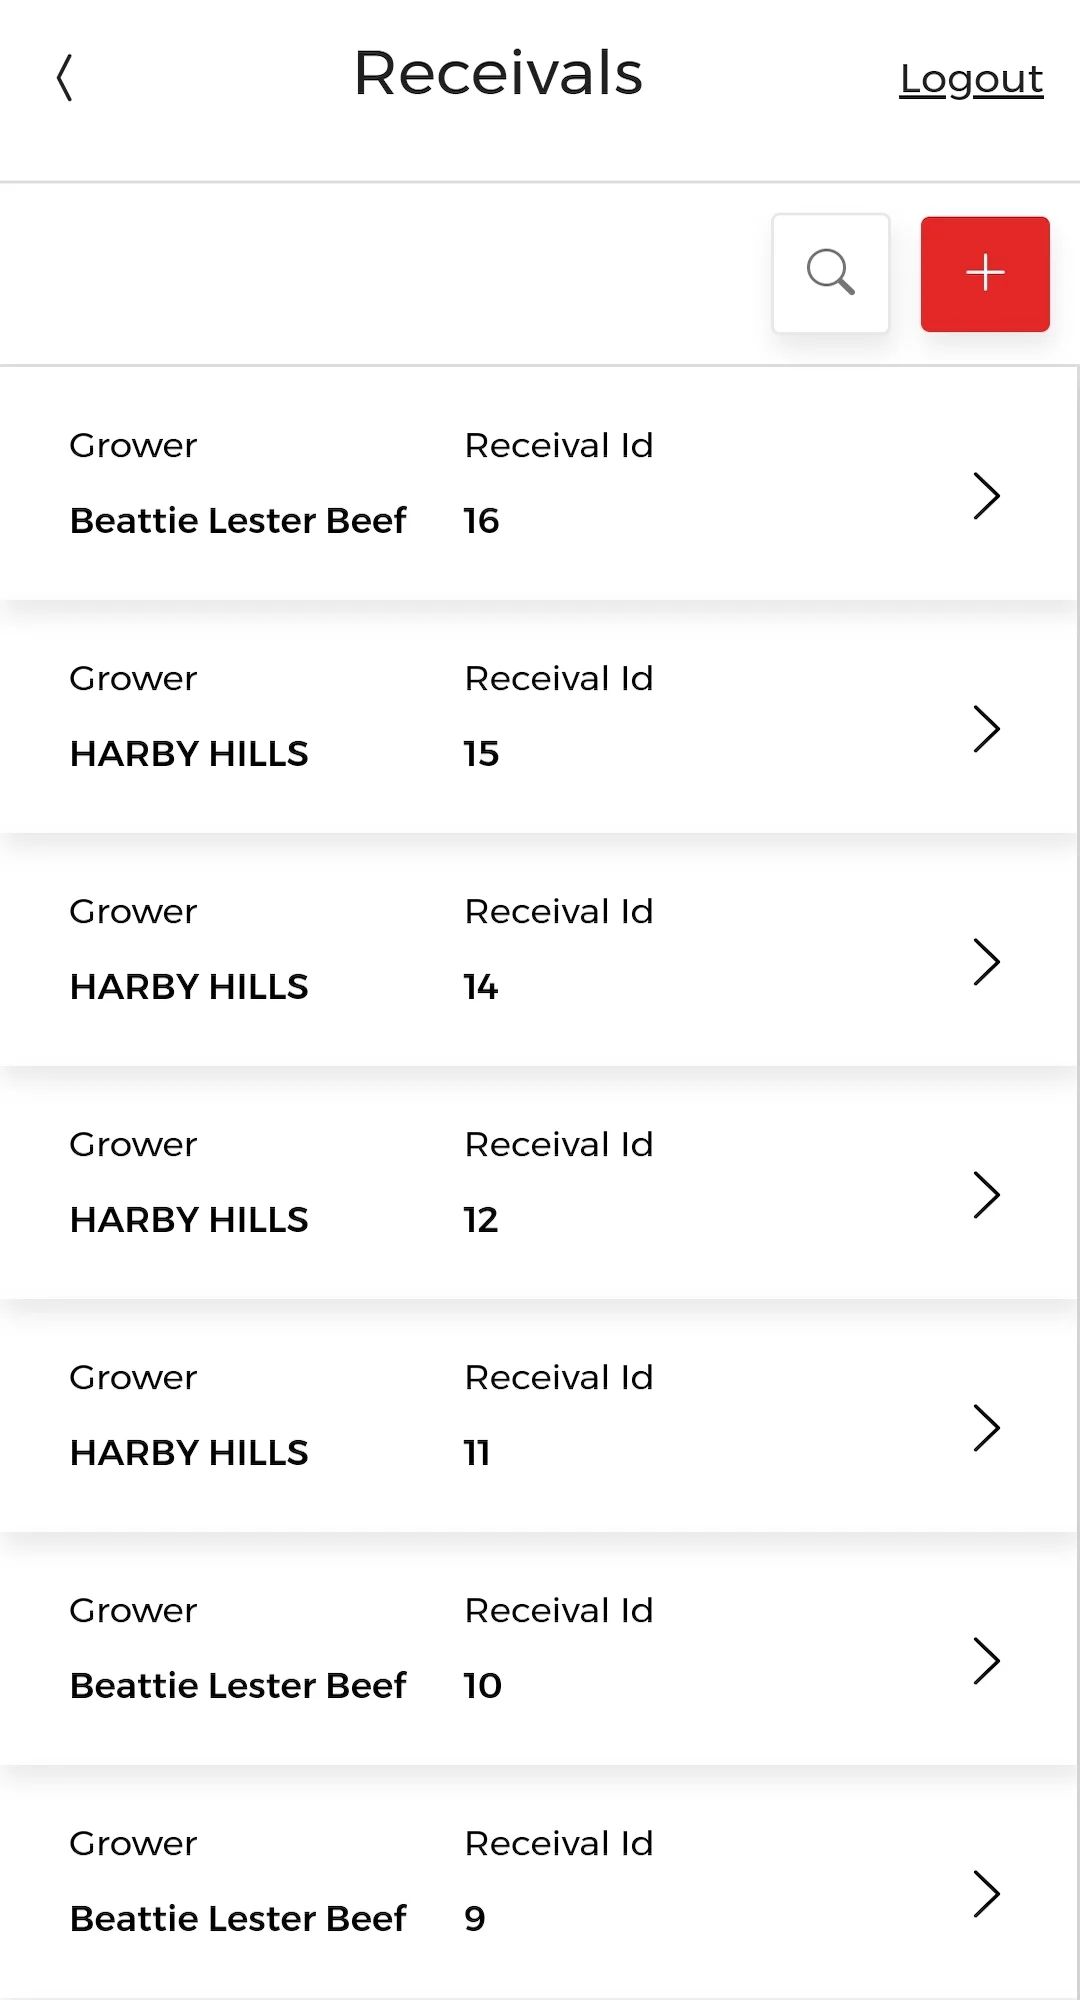 Receivals
Logout
Grower Receival Id
Beattie Lester Beef 16
Grower Receival Id
HARBY HILLS 15
Grower Receival Id
HARBY HILLS 14
Grower Receival Id
HARBY HILLS 12
Grower Receival Id
HARBY HILLS 11
Grower Receival Id
Beattie Lester Beef 10
Grower Receival Id
Beattie Lester Beef 9